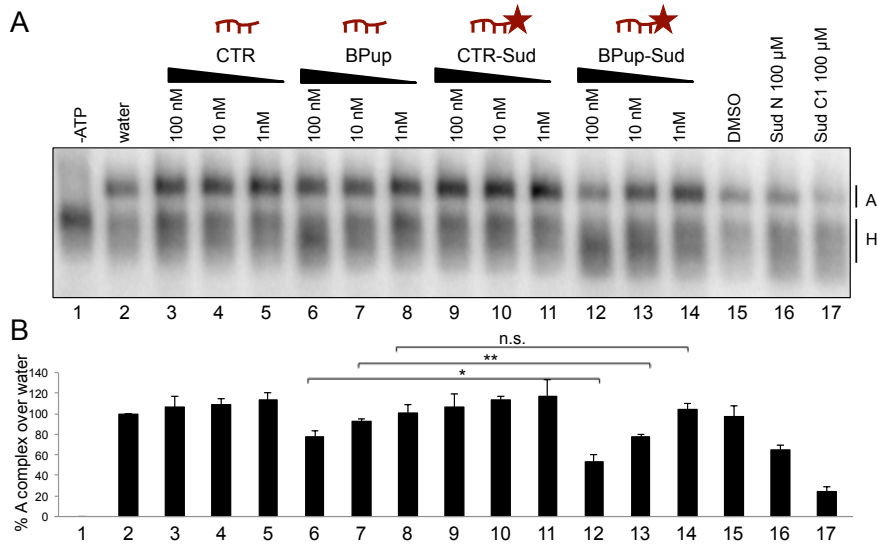 A
CTR
BPup
CTR-Sud
BPup-Sud
-ATP
water
100 nM
10 nM
1nM
100 nM
10 nM
1nM
100 nM
10 nM
1nM
100 nM
10 nM
1nM
DMSO
Sud N 100 µM
Sud C1 100 µM
A
H
1 2 3 4 5 6 7 8 9 10 11 12 13 14 15 16 17
B
n.s.
**
*
% A complex over water
140
120
100
80
60
40
20
0
1 2 3 4 5 6 7 8 9 10 11 12 13 14 15 16 17